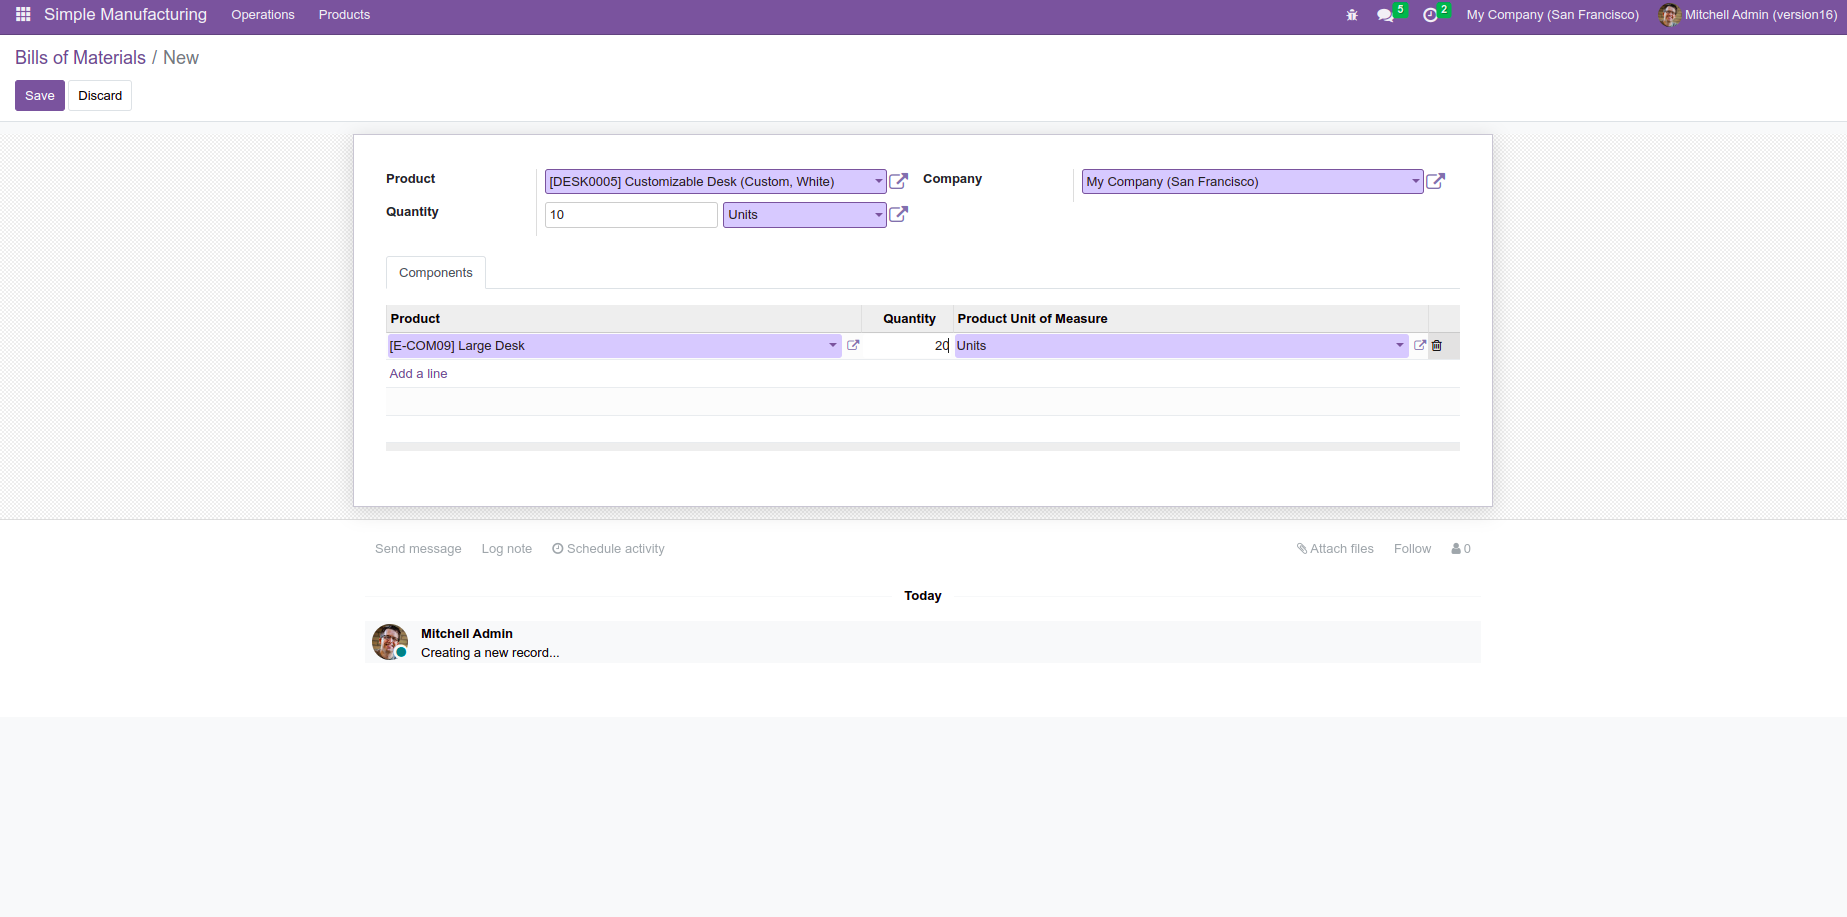 Simple Manufacturing Operations Products 5 2 My Company (San Francisco) Mitchell Admin (version16)
Bills of Materials / New
Save Discard
Product [DESK0005] Customizable Desk (Custom, White) Company My Company (San Francisco)
Quantity 10 Units
Components
Product Quantity Product Unit of Measure
[E-COM09] Large Desk 20 Units
Add a line
Send message Log note Schedule activity Attach files Follow 0
Today
Mitchell Admin
Creating a new record...